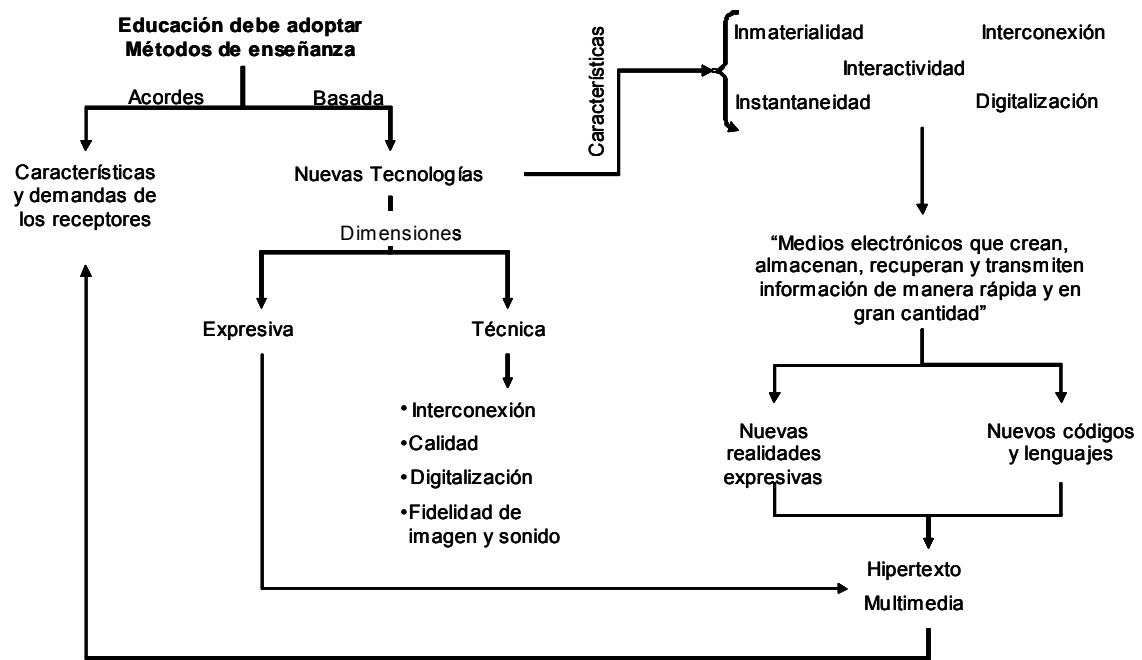 Educación debe adoptar
Métodos de enseñanza
Acordes
Basada
Características
y demandas de
los receptores
Nuevas Tecnologías
Características
Inmaterialidad
Interconexión
Interactividad
Instantaneidad
Digitalización
Dimensiones
Expresiva
Técnica
• Interconexión
• Calidad
• Digitalización
• Fidelidad de
imagen y sonido
“Medios electrónicos que crean,
almacenan, recuperan y transmiten
información de manera rápida y en
gran cantidad”
Nuevas
realidades
expresivas
Nuevos códigos
y lenguajes
Hipertexto
Multimedia